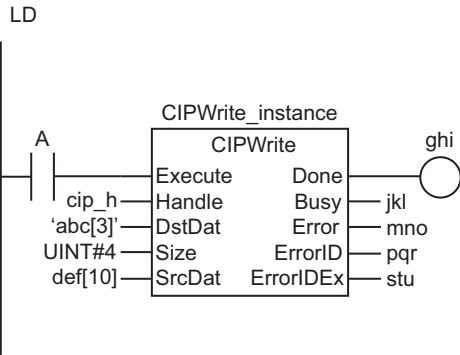 LD
CIPWrite_instance
A CIPWrite ghi
Execute Done
cip_h Handle Busy jkl
‘abc[3]’ DstDat Error mno
UINT#4 Size ErrorID pqr
def[10] SrcDat ErrorIDEx stu